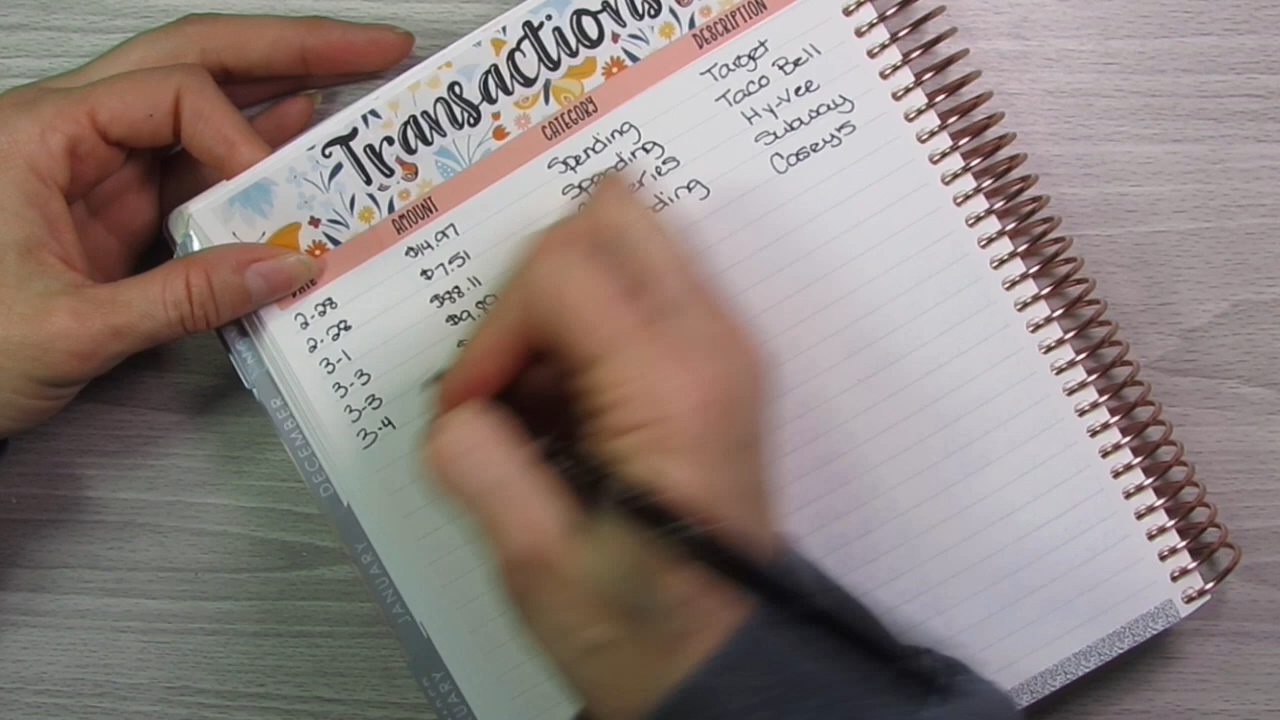 Transactions
DATE AMOUNT CATEGORY DESCRIPTION
2-28 $14.97 Spending Target
2-28 $7.51 Spending Taco Bell
3-1 $88.11 Hy-Vee
3-3 Subway
3-3 Casey's
3-4
DECEMBER
JANUARY